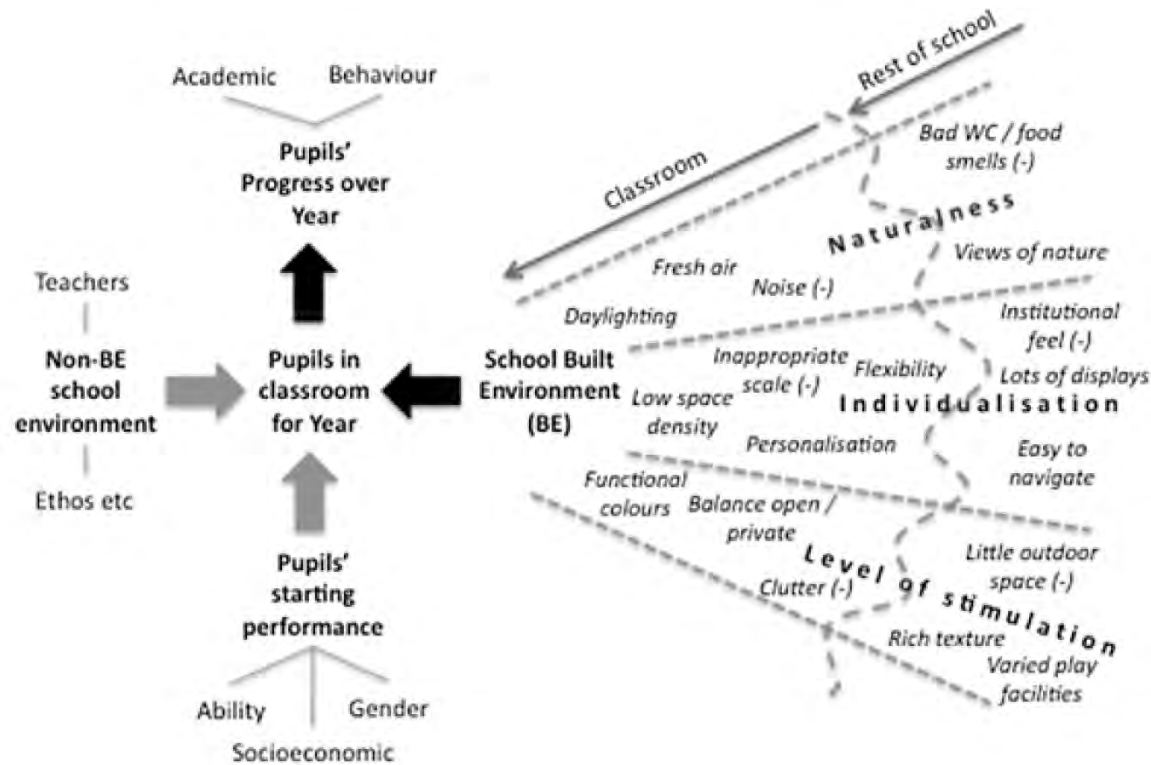 Academic
Behaviour
Pupils'
Progress over
Year
Teachers
Non-BE
school
environment
Ethos etc
Pupils in
classroom
for Year
Pupils'
starting
performance
Ability
Gender
Socioeconomic
School Built
Environment
(BE)
Classroom
Rest of school
Bad WC / food
smells (-)
Naturalness
Fresh air
Noise (-)
Views of nature
Daylighting
Institutional
feel (-)
Inappropriate
scale (-)
Flexibility
Lots of displays
Individualisation
Low space
density
Personalisation
Easy to
navigate
Functional
colours
Balance open /
private
Level of stimulation
Little outdoor
space (-)
Clutter (-)
Rich texture
Varied play
facilities